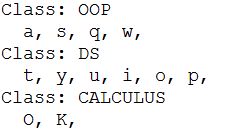 Class: OOP
a, s, q, w,
Class: DS
t, y, u, i, o, p,
Class: CALCULUS
O, K,